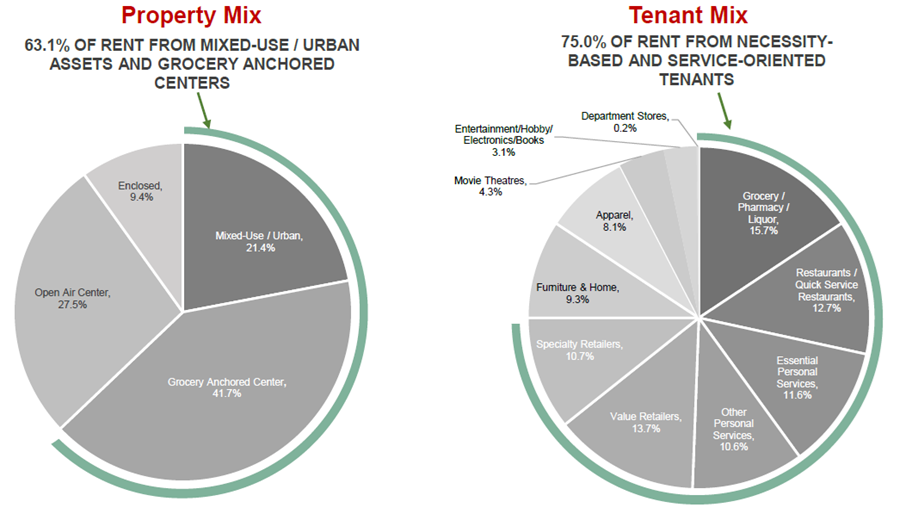 Property Mix
63.1% OF RENT FROM MIXED-USE / URBAN
ASSETS AND GROCERY ANCHORED
CENTERS
Enclosed,
9.4%
Mixed-Use / Urban,
21.4%
Open Air Center,
27.5%
Grocery Anchored Center,
41.7%
Tenant Mix
75.0% OF RENT FROM NECESSITY-
BASED AND SERVICE-ORIENTED
TENANTS
Department Stores,
0.2%
Entertainment/Hobby/
Electronics/Books
3.1%
Movie Theatres,
4.3%
Apparel,
8.1%
Furniture & Home,
9.3%
Specialty Retailers,
10.7%
Value Retailers,
13.7%
Other
Personal
Services,
10.6%
Essential
Personal
Services,
11.6%
Restaurants /
Quick Service
Restaurants,
12.7%
Grocery /
Pharmacy /
Liquor,
15.7%